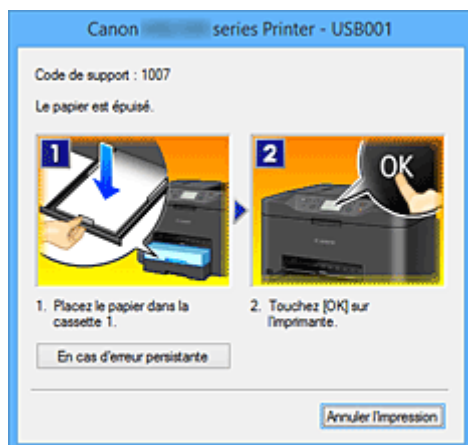 Canon series Printer - USB001
Code de support : 1007
Le papier est épuisé.
1
2
OK
1. Placez le papier dans la
cassette 1.
2. Touchez [OK] sur
l'imprimante.
En cas d'erreur persistante
Annuler l'impression